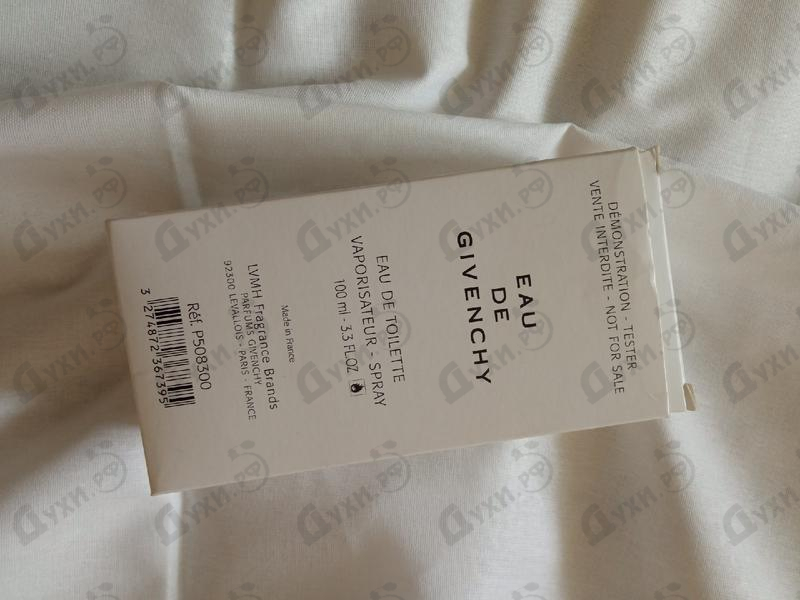 DÉMONSTRATION - TESTER
VENTE INTERDITE - NOT FOR SALE
EAU
DE
GIVENCHY
EAU DE TOILETTE
VAPORISATEUR - SPRAY
100 ml - 3.3 FL.OZ
Made in France
LVMH Fragrance Brands
PARFUMS GIVENCHY
92300 LEVALLOIS - PARIS - FRANCE
Réf. P508300
3 274872 367395
Духи.рф